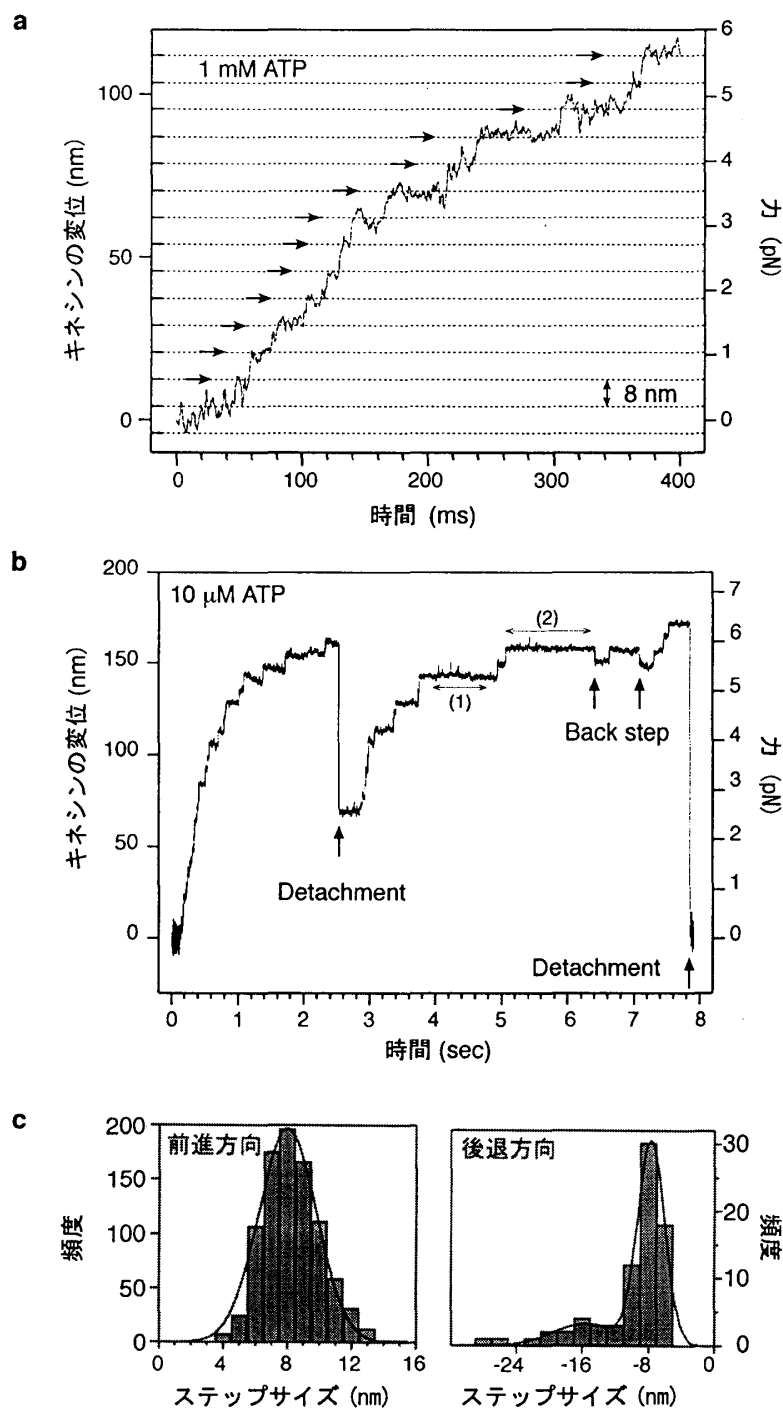 a
1 mM ATP
キネシンの変位 (nm)
100
50
0
6
5
4
3
2
1
0
力 (pN)
8 nm
0
100
200
300
400
時間 (ms)
b
10 μM ATP
キネシンの変位 (nm)
200
150
100
50
0
7
6
5
4
3
2
1
0
力 (pN)
(1)
(2)
Back step
Detachment
Detachment
0
1
2
3
4
5
6
7
8
時間 (sec)
c
前進方向
頻度
200
150
100
50
0
0
4
8
12
16
ステップサイズ (nm)
後退方向
30
20
10
0
頻度
-24
-16
-8
0
ステップサイズ (nm)